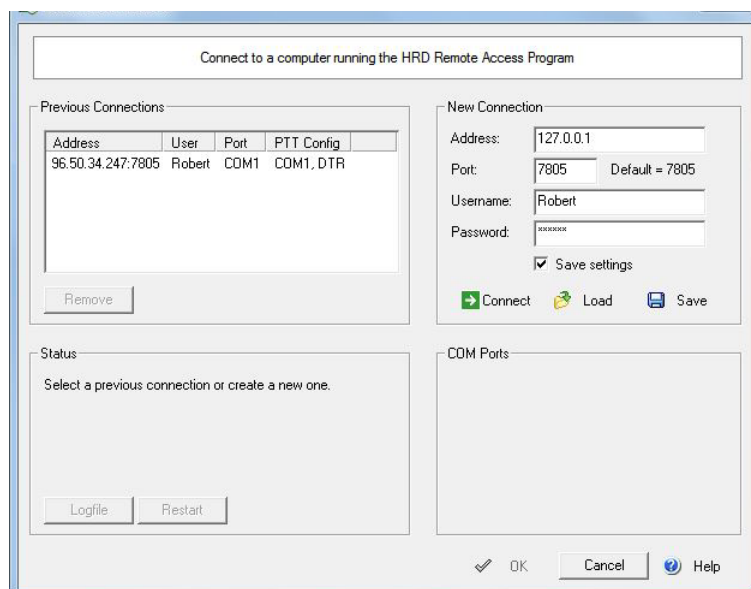 Connect to a computer running the HRD Remote Access Program
Previous Connections
Address User Port PTT Config
96.50.34.247:7805 Robert COM1 COM1, DTR
Remove
New Connection
Address: 127.0.0.1
Port: 7805 Default = 7805
Username: Robert
Password: ××××××
Save settings
Connect Load Save
Status
Select a previous connection or create a new one.
Logfile Restart
COM Ports
OK Cancel Help